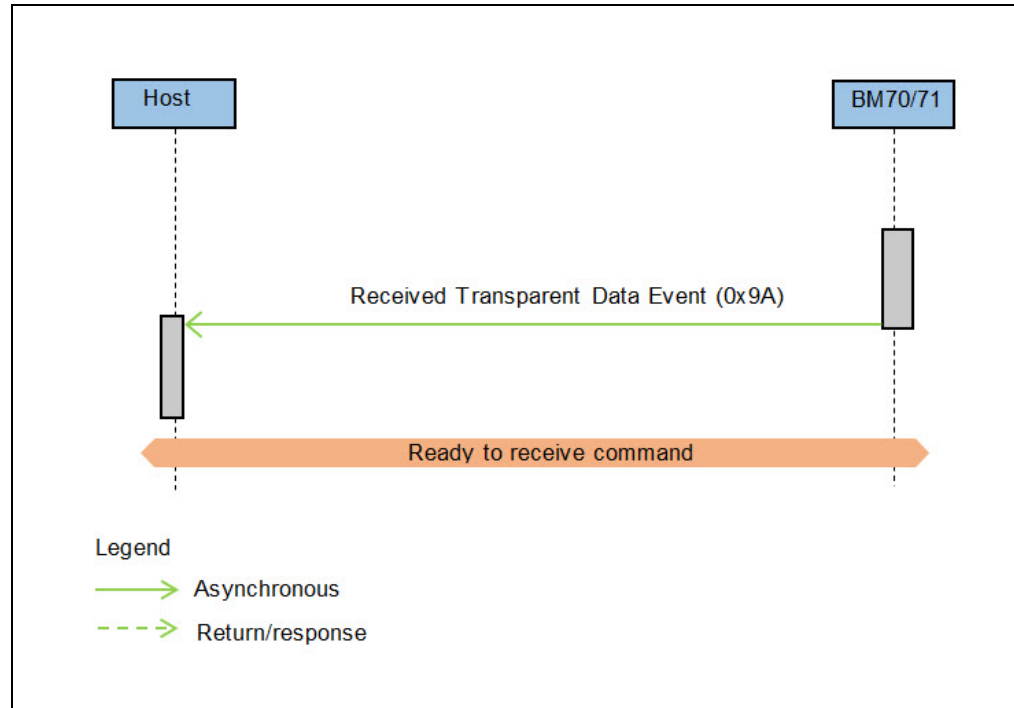 Host
BM70/71
Received Transparent Data Event (0x9A)
Ready to receive command
Legend
Asynchronous
Return/response